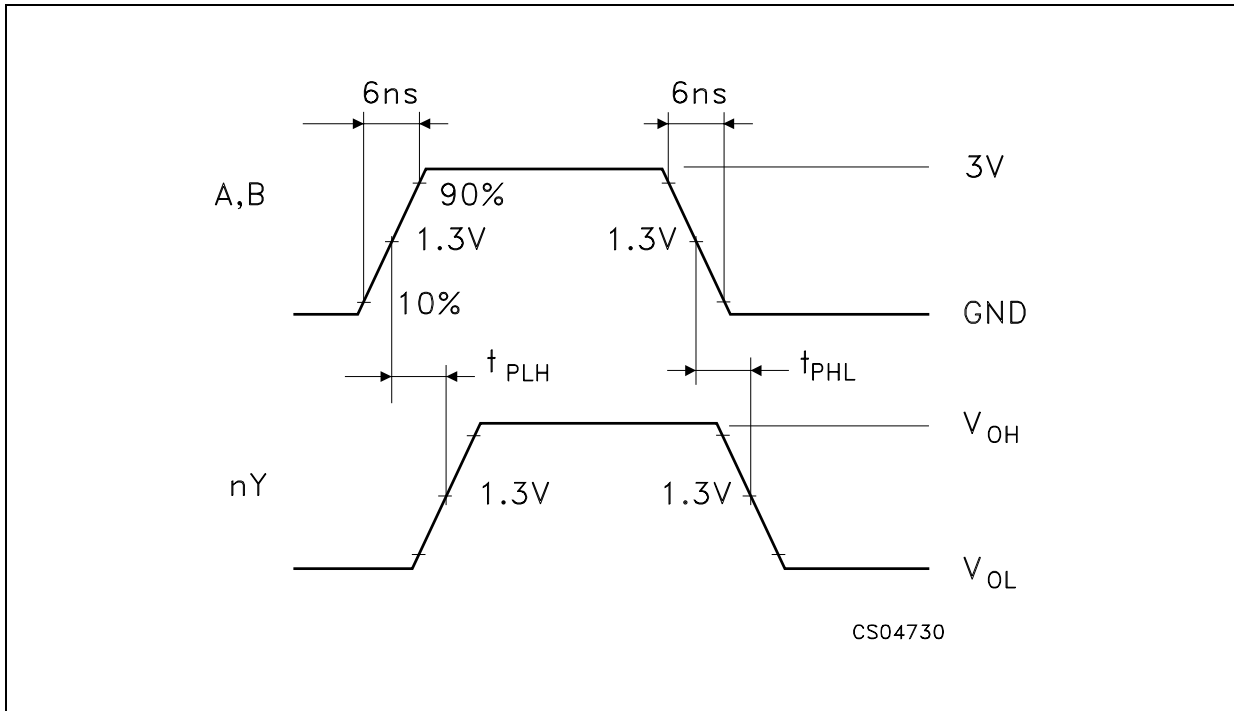 6ns 6ns
3V
A,B
90%
1.3V 1.3V
10%
GND
t PLH tPHL
VOH
nY
1.3V 1.3V
VOL
CS04730